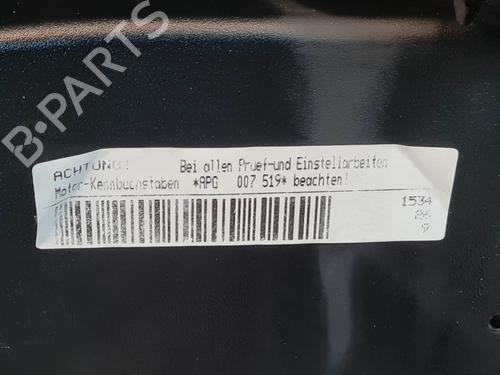 B-PARTS
ACHTUNG! Bei allen Pruef-und Einstellarbeiten
Motor-Kennbuchstaben *APG 007 519* beachten!
1534
26
9